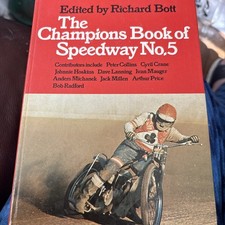 Edited by Richard Bott
The
Champions Book of
Speedway No.5
Contributors include Peter Collins Cyril Crane
Johnnie Hoskins Dave Lanning Ivan Mauger
Anders Michanek Jack Millen Arthur Price
Bob Radford